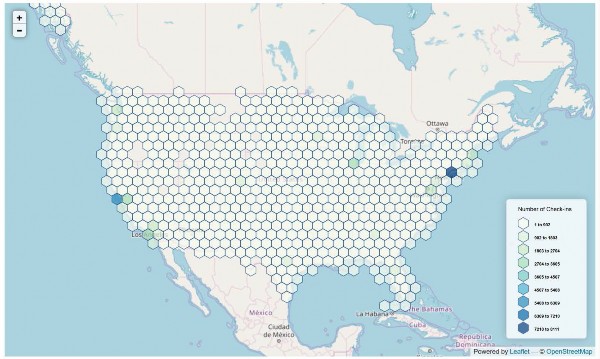 +
−
Ottawa
Toronto
Los
México
Ciudad
de México
La Habana
The Bahamas
Cuba
República
Dominicana
Number of Check-ins
1 to 902
902 to 1803
1803 to 2704
2704 to 3605
3605 to 4507
4507 to 5408
5408 to 6309
6309 to 7210
7210 to 8111
Powered by Leaflet — © OpenStreetMap